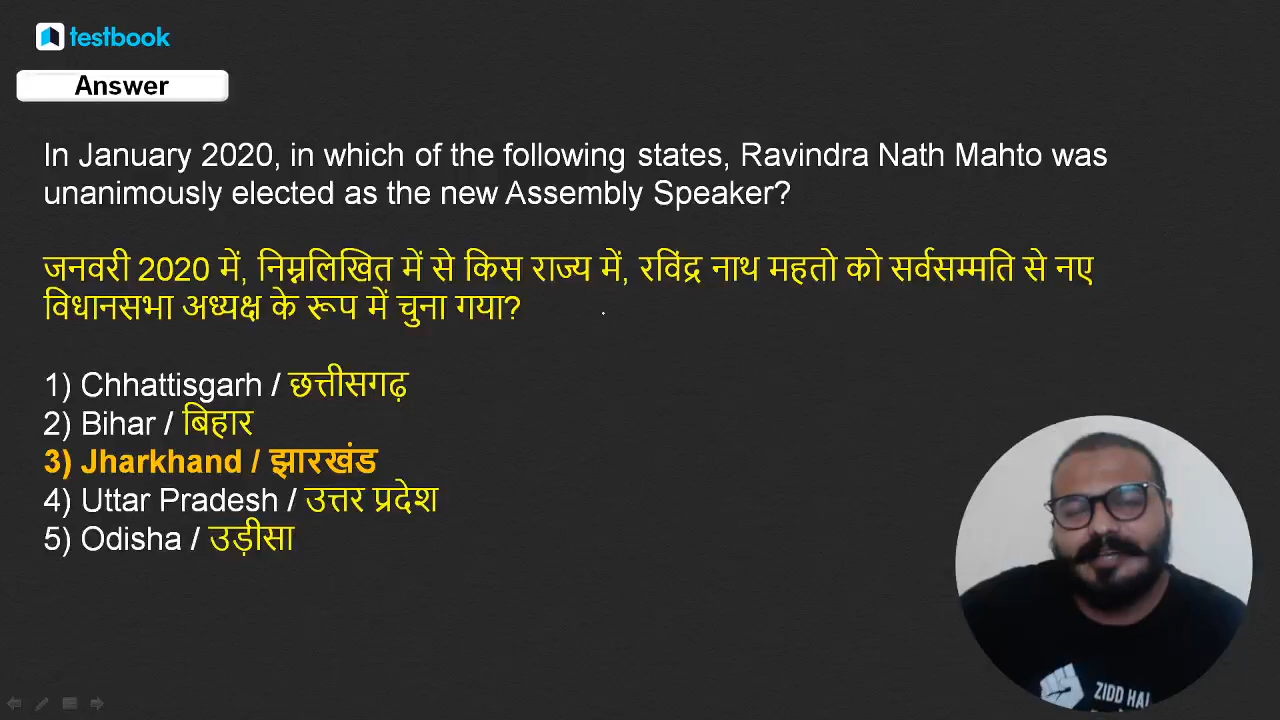 testbook
Answer
In January 2020, in which of the following states, Ravindra Nath Mahto was
unanimously elected as the new Assembly Speaker?
जनवरी 2020 में, निम्नलिखित में से किस राज्य में, रविंद्र नाथ महतो को सर्वसम्मति से नए
विधानसभा अध्यक्ष के रूप में चुना गया?
1) Chhattisgarh / छत्तीसगढ़
2) Bihar / बिहार
3) Jharkhand / झारखंड
4) Uttar Pradesh / उत्तर प्रदेश
5) Odisha / उड़ीसा
ZIDD HAI